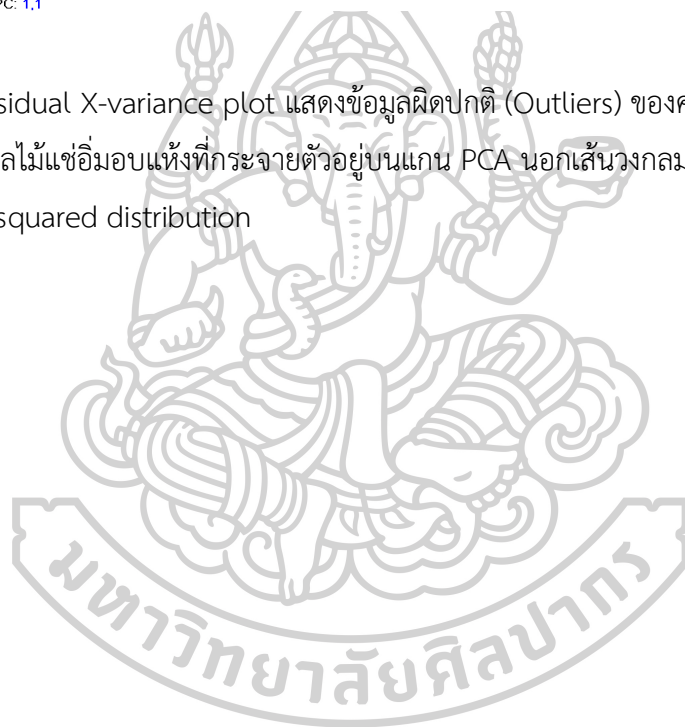 PC: 1,1
sidual X-variance plot แสดงข้อมูลผิดปกติ (Outliers) ของค
ลไม้แช่อิ่มอบแห้งที่กระจายตัวอยู่บนแกน PCA นอกเส้นวงกลม
squared distribution
มหาวิทยาลัยศิลปากร